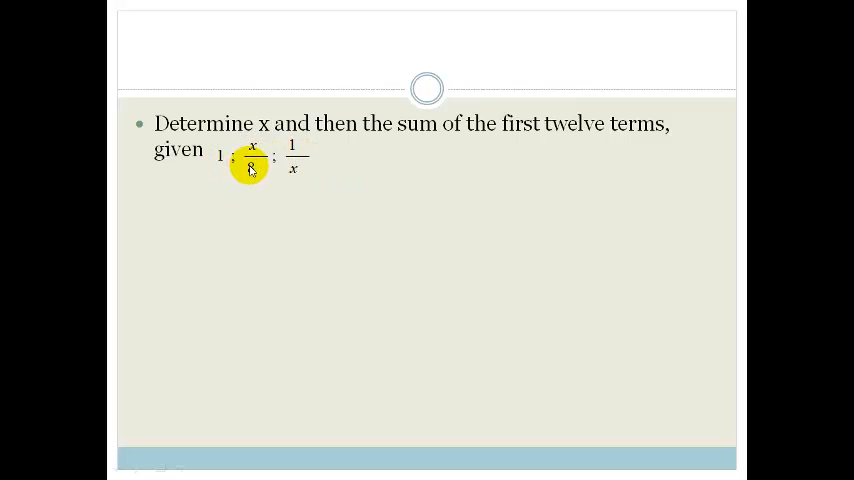 Determine x and then the sum of the first twelve terms,
given 1 ; x/8 ; 1/x